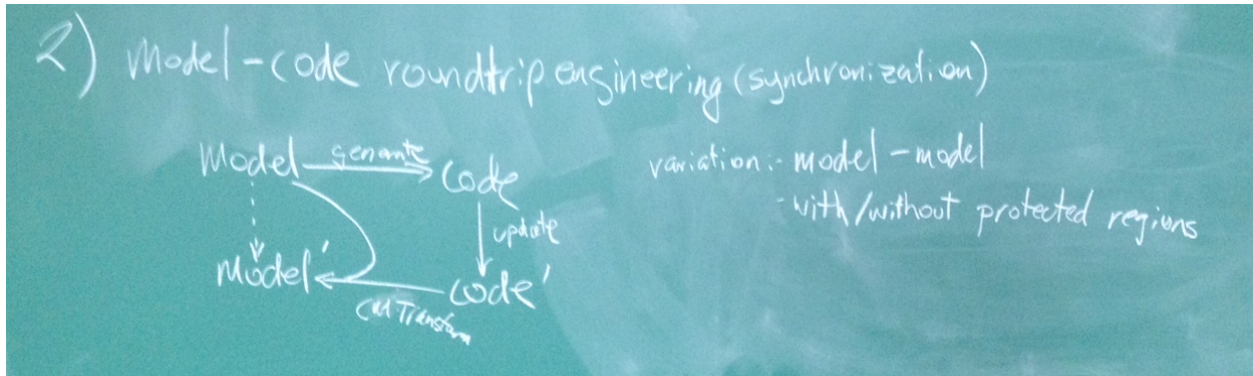 2) Model-code roundtrip engineering (synchronization)
Model generate code
variation: - model-model
- with/without protected regions
update
Model' code'
Transform